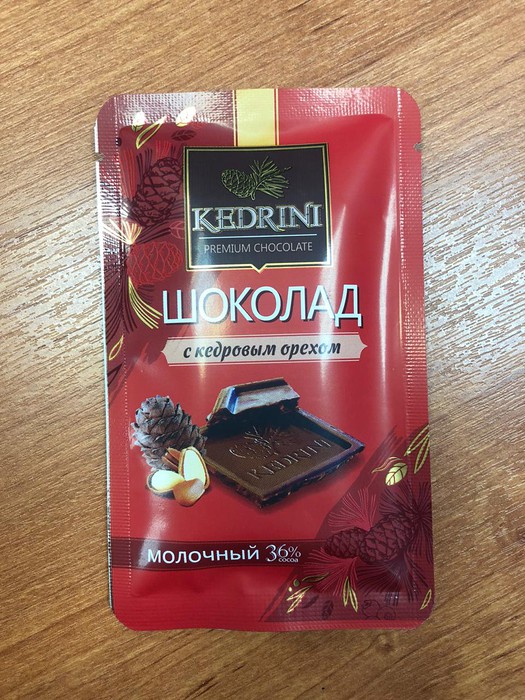 KEDRINI
PREMIUM CHOCOLATE
ШОКОЛАД
с кедровым орехом
KEDRINI
МОЛОЧНЫЙ 36%
cocoa